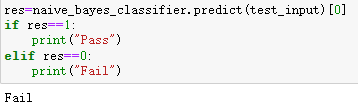 res=naive_bayes_classifier.predict(test_input)[0]
if res==1:
    print("Pass")
elif res==0:
    print("Fail")
Fail